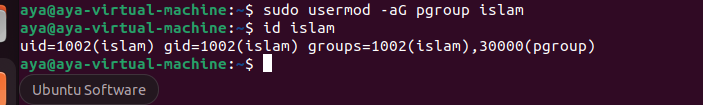 aya@aya-virtual-machine:~$ sudo usermod -aG pgroup islam
aya@aya-virtual-machine:~$ id islam
uid=1002(islam) gid=1002(islam) groups=1002(islam),30000(pgroup)
aya@aya-virtual-machine:~$
Ubuntu Software